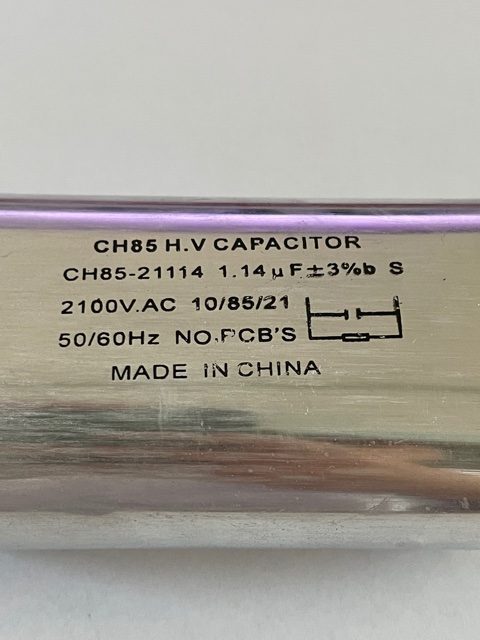 CH85 H.V CAPACITOR
CH85-21114 1.14μF±3%b S
2100V.AC 10/85/21
50/60Hz NO.PCB'S
MADE IN CHINA